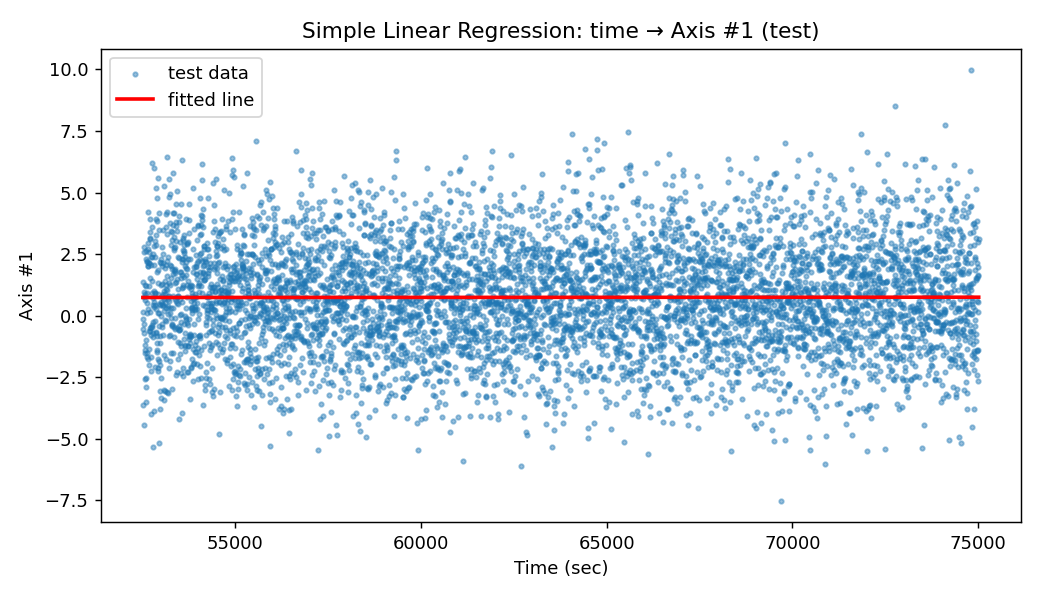 Simple Linear Regression: time → Axis #1 (test)
test data
fitted line
10.0
7.5
5.0
2.5
0.0
−2.5
−5.0
−7.5
Axis #1
55000 60000 65000 70000 75000
Time (sec)